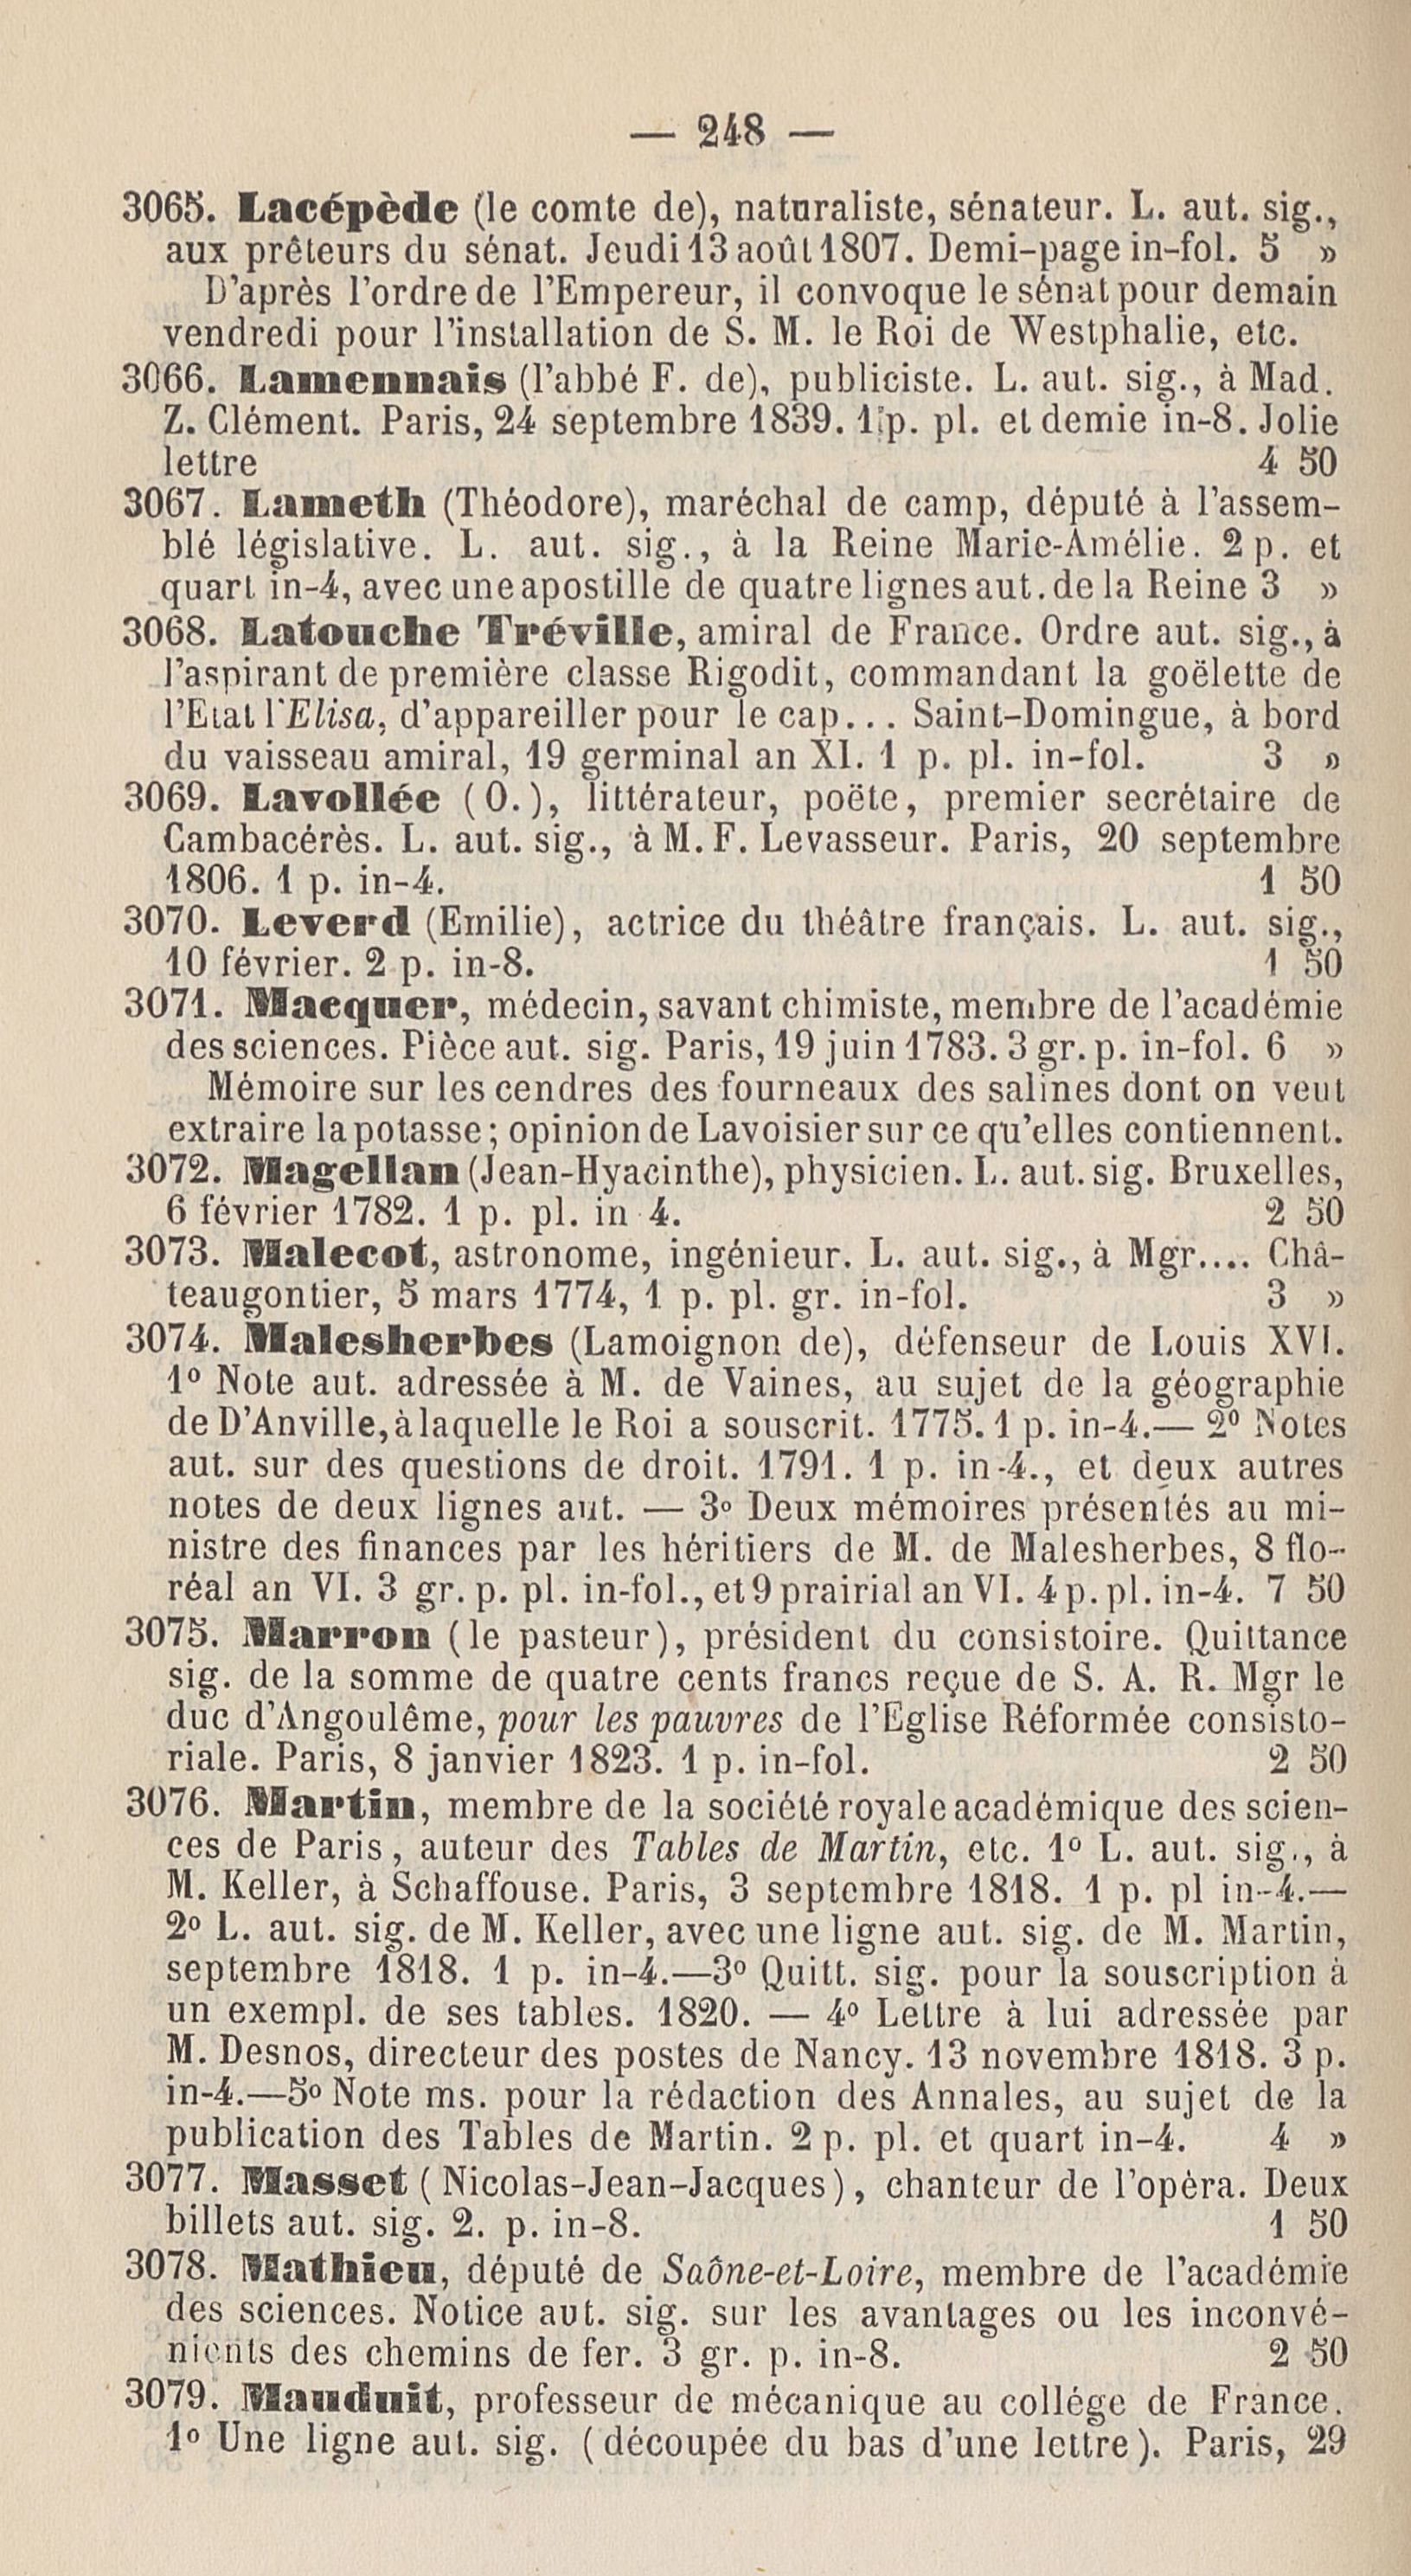 — 248 —
3065. Lacépède (le comte de), naturaliste, sénateur. L. aut. sig.,
aux prêteurs du sénat. Jeudi 13 août 1807. Demi-page in-fol. 5 »
D'après l'ordre de l'Empereur, il convoque le sénat pour demain
vendredi pour l'installation de S. M. le Roi de Westphalie, etc.
3066. Lamennais (l'abbé F. de), publiciste. L. aut. sig., à Mad.
Z. Clément. Paris, 24 septembre 1839. 1 p. pl. et demie in-8. Jolie
lettre 4 50
3067. Lameth (Théodore), maréchal de camp, député à l'assem-
blé législative. L. aut. sig., à la Reine Marie-Amélie. 2 p. et
quart in-4, avec une apostille de quatre lignes aut. de la Reine 3 »
3068. Latouche Tréville, amiral de France. Ordre aut. sig., à
l'aspirant de première classe Rigodit, commandant la goëlette de
l'Etat l'Elisa, d'appareiller pour le cap... Saint-Domingue, à bord
du vaisseau amiral, 19 germinal an XI. 1 p. pl. in-fol. 3 »
3069. Lavollée (O.), littérateur, poëte, premier secrétaire de
Cambacérès. L. aut. sig., à M. F. Levasseur. Paris, 20 septembre
1806. 1 p. in-4. 1 50
3070. Leverd (Emilie), actrice du théâtre français. L. aut. sig.,
10 février. 2 p. in-8. 1 50
3071. Macquer, médecin, savant chimiste, membre de l'académie
des sciences. Pièce aut. sig. Paris, 19 juin 1783. 3 gr. p. in-fol. 6 »
Mémoire sur les cendres des fourneaux des salines dont on veut
extraire la potasse; opinion de Lavoisier sur ce qu'elles contiennent.
3072. Magellan (Jean-Hyacinthe), physicien. L. aut. sig. Bruxelles,
6 février 1782. 1 p. pl. in 4. 2 50
3073. Malecot, astronome, ingénieur. L. aut. sig., à Mgr.... Châ-
teaugontier, 5 mars 1774, 1 p. pl. gr. in-fol. 3 »
3074. Malesherbes (Lamoignon de), défenseur de Louis XVI.
1º Note aut. adressée à M. de Vaines, au sujet de la géographie
de D'Anville, à laquelle le Roi a souscrit. 1775. 1 p. in-4.— 2º Notes
aut. sur des questions de droit. 1791. 1 p. in-4., et deux autres
notes de deux lignes aut. — 3º Deux mémoires présentés au mi-
nistre des finances par les héritiers de M. de Malesherbes, 8 flo-
réal an VI. 3 gr. p. pl. in-fol., et 9 prairial an VI. 4 p. pl. in-4. 7 50
3075. Marron (le pasteur), président du consistoire. Quittance
sig. de la somme de quatre cents francs reçue de S. A. R. Mgr le
duc d'Angoulême, pour les pauvres de l'Eglise Réformée consisto-
riale. Paris, 8 janvier 1823. 1 p. in-fol. 2 50
3076. Martin, membre de la société royale académique des scien-
ces de Paris, auteur des Tables de Martin, etc. 1º L. aut. sig., à
M. Keller, à Schaffouse. Paris, 3 septembre 1818. 1 p. pl in-4.—
2º L. aut. sig. de M. Keller, avec une ligne aut. sig. de M. Martin,
septembre 1818. 1 p. in-4.—3º Quitt. sig. pour la souscription à
un exempl. de ses tables. 1820. — 4º Lettre à lui adressée par
M. Desnos, directeur des postes de Nancy. 13 novembre 1818. 3 p.
in-4.—5º Note ms. pour la rédaction des Annales, au sujet de la
publication des Tables de Martin. 2 p. pl. et quart in-4. 4 »
3077. Masset (Nicolas-Jean-Jacques), chanteur de l'opéra. Deux
billets aut. sig. 2. p. in-8. 1 50
3078. Mathieu, député de Saône-et-Loire, membre de l'académie
des sciences. Notice aut. sig. sur les avantages ou les inconvé-
nients des chemins de fer. 3 gr. p. in-8. 2 50
3079. Mauduit, professeur de mécanique au collége de France.
1º Une ligne aut. sig. (découpée du bas d'une lettre). Paris, 29